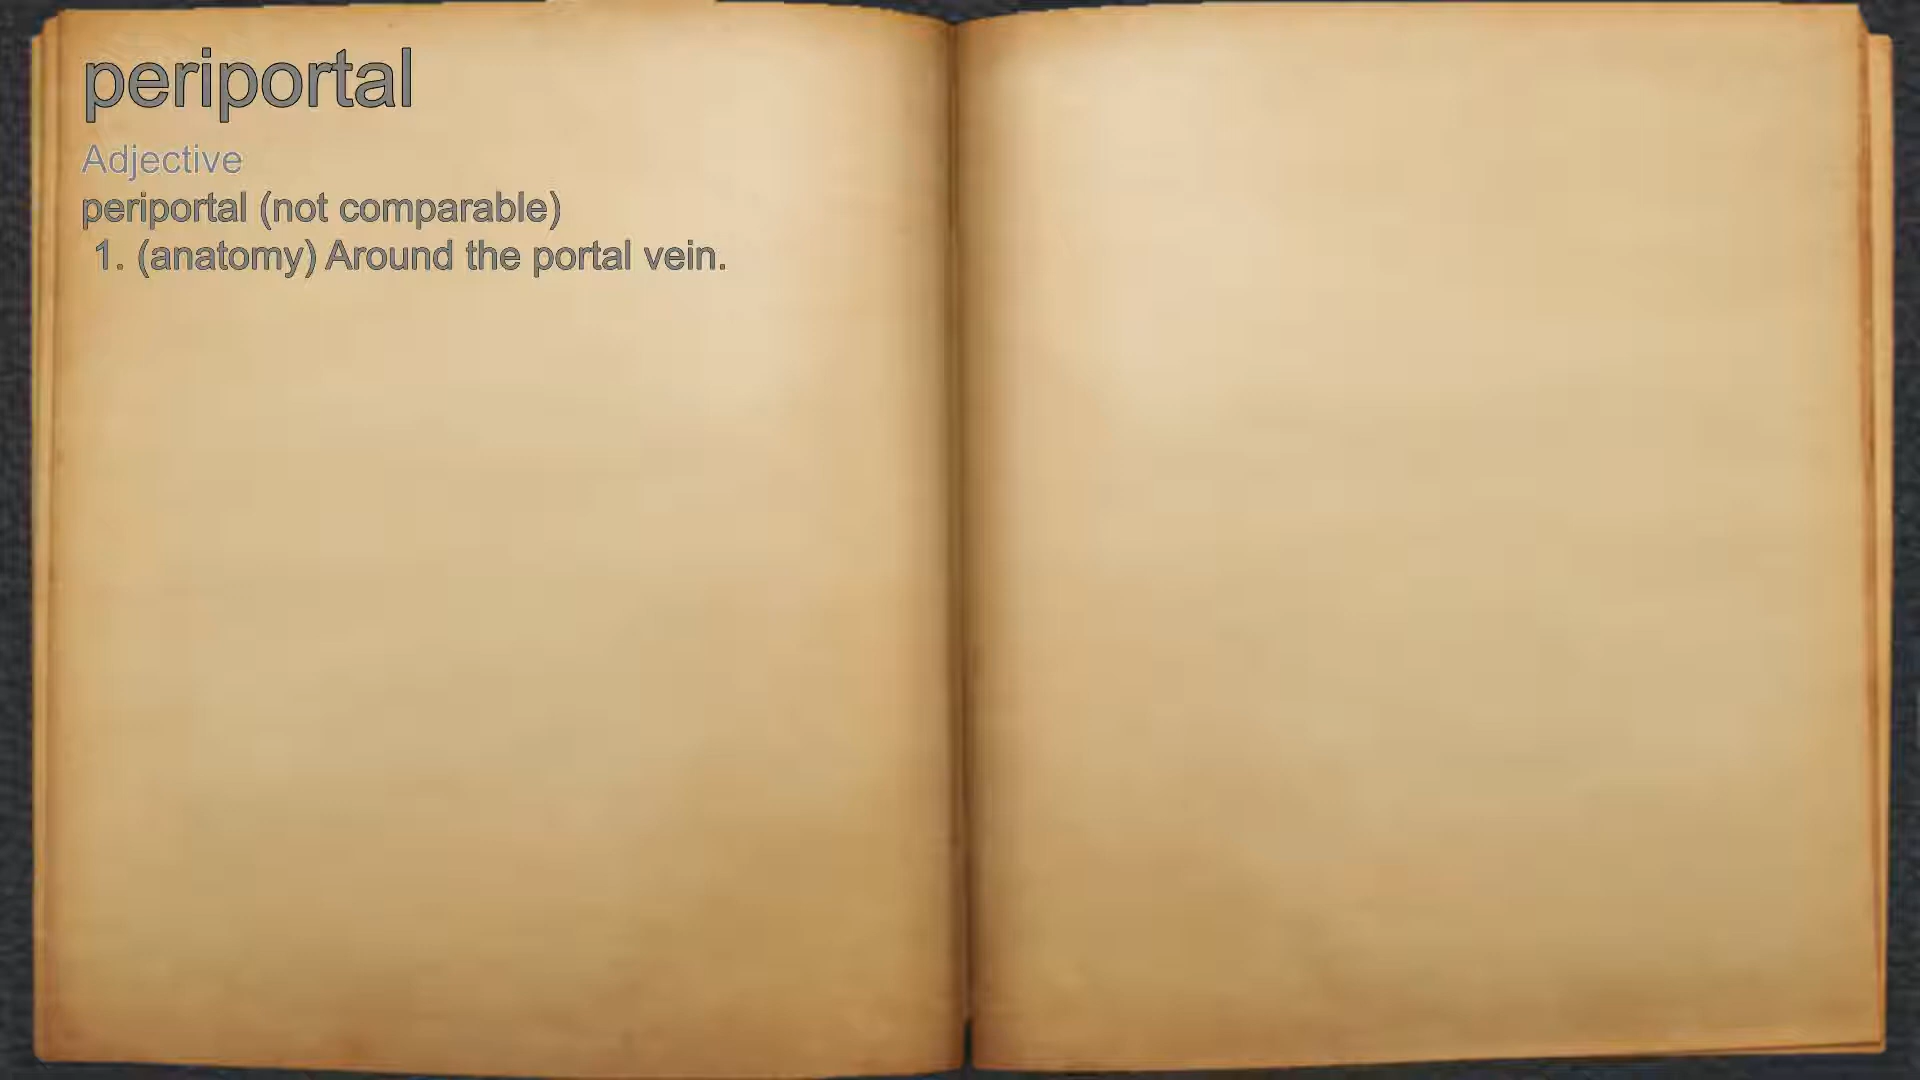 periportal
Adjective
periportal (not comparable)
1. (anatomy) Around the portal vein.